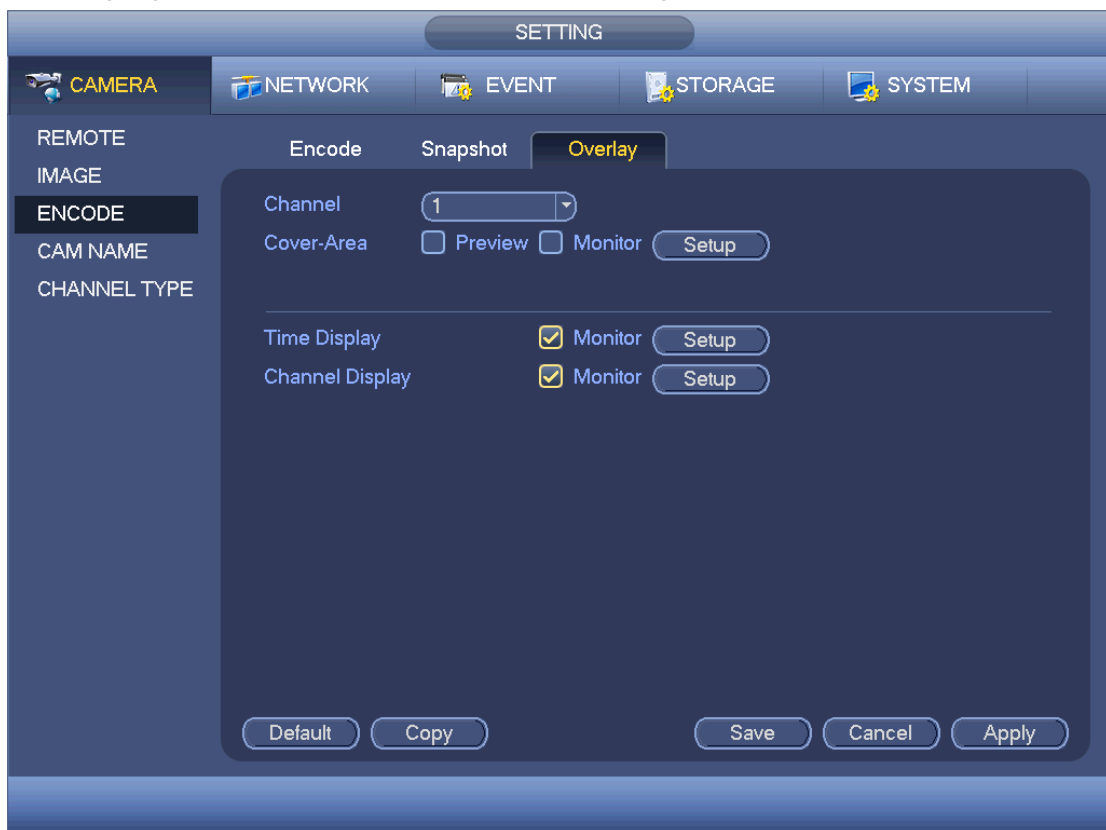 SETTING
CAMERA NETWORK EVENT STORAGE SYSTEM
REMOTE
IMAGE
ENCODE
CAM NAME
CHANNEL TYPE
Encode Snapshot Overlay
Channel 1
Cover-Area Preview Monitor Setup
Time Display Monitor Setup
Channel Display Monitor Setup
Default Copy Save Cancel Apply